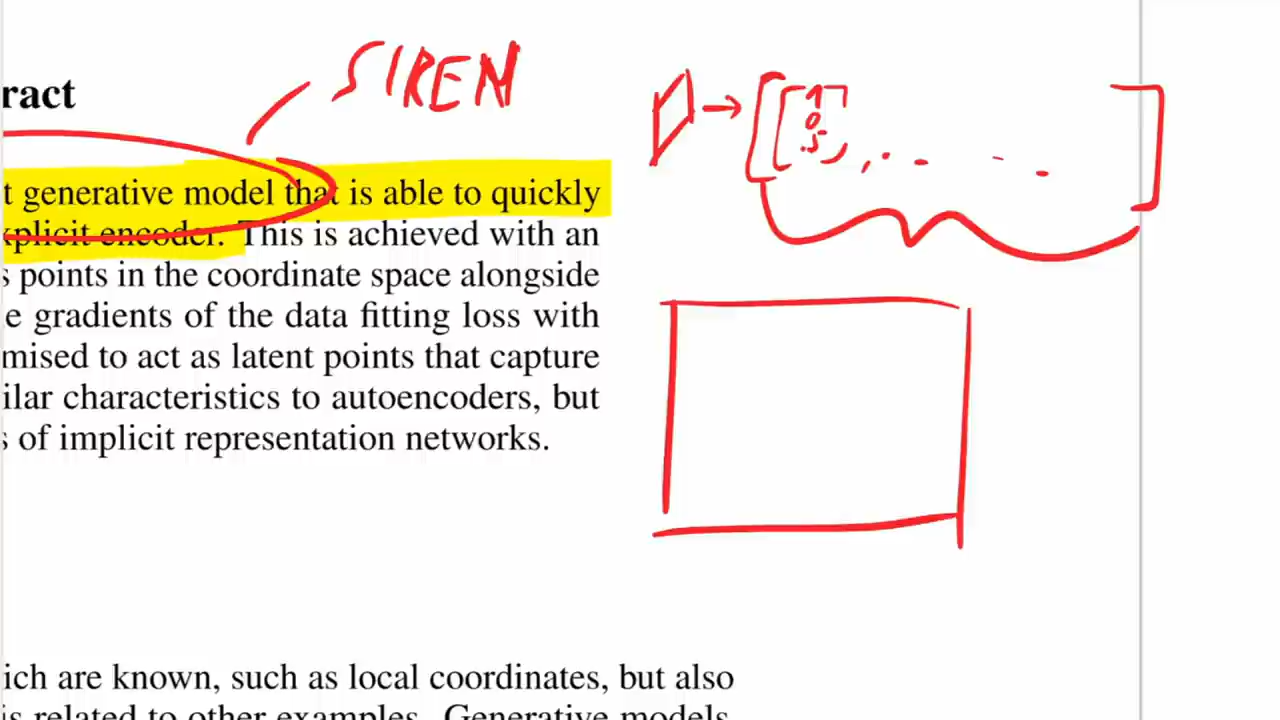 SIREN
ract
1
0
.5, , . . . .
t generative model that is able to quickly
xplicit encoder. This is achieved with an
s points in the coordinate space alongside
e gradients of the data fitting loss with
mised to act as latent points that capture
ilar characteristics to autoencoders, but
s of implicit representation networks.
ich are known, such as local coordinates, but also
is related to other examples. Generative models